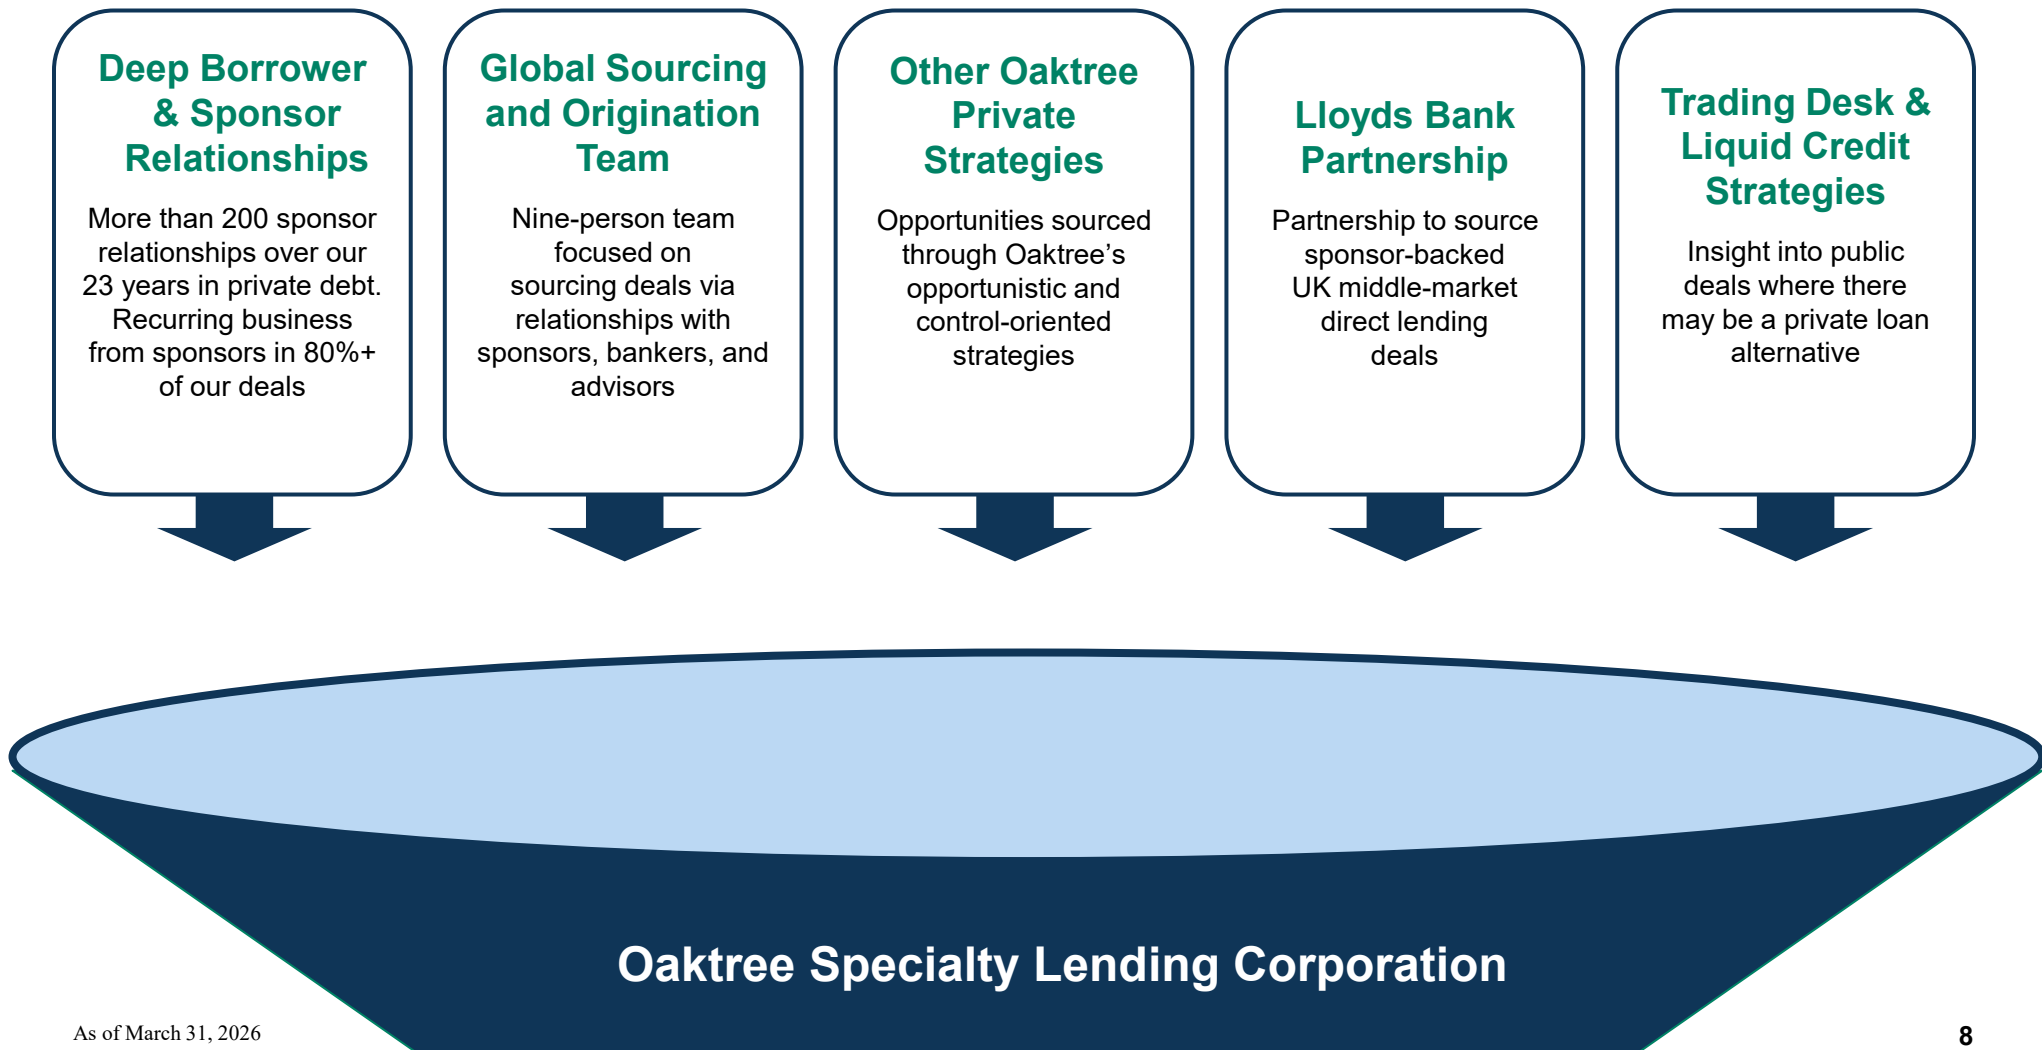 Deep Borrower
& Sponsor
Relationships
More than 200 sponsor
relationships over our
23 years in private debt.
Recurring business
from sponsors in 80%+
of our deals
Global Sourcing
and Origination
Team
Nine-person team
focused on
sourcing deals via
relationships with
sponsors, bankers, and
advisors
Other Oaktree
Private
Strategies
Opportunities sourced
through Oaktree’s
opportunistic and
control-oriented
strategies
Lloyds Bank
Partnership
Partnership to source
sponsor-backed
UK middle-market
direct lending
deals
Trading Desk &
Liquid Credit
Strategies
Insight into public
deals where there
may be a private loan
alternative
Oaktree Specialty Lending Corporation
As of March 31, 2026
8